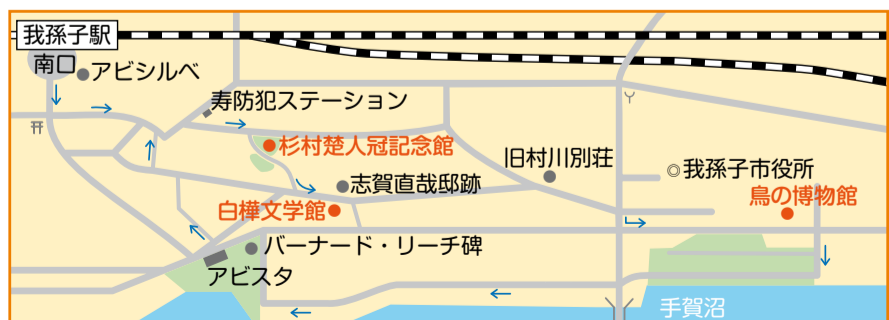 我孫子駅
南口
アビシルベ
寿防犯ステーション
杉村楚人冠記念館
旧村川別荘
我孫子市役所
志賀直哉邸跡
鳥の博物館
白樺文学館
バーナード・リーチ碑
アビスタ
手賀沼